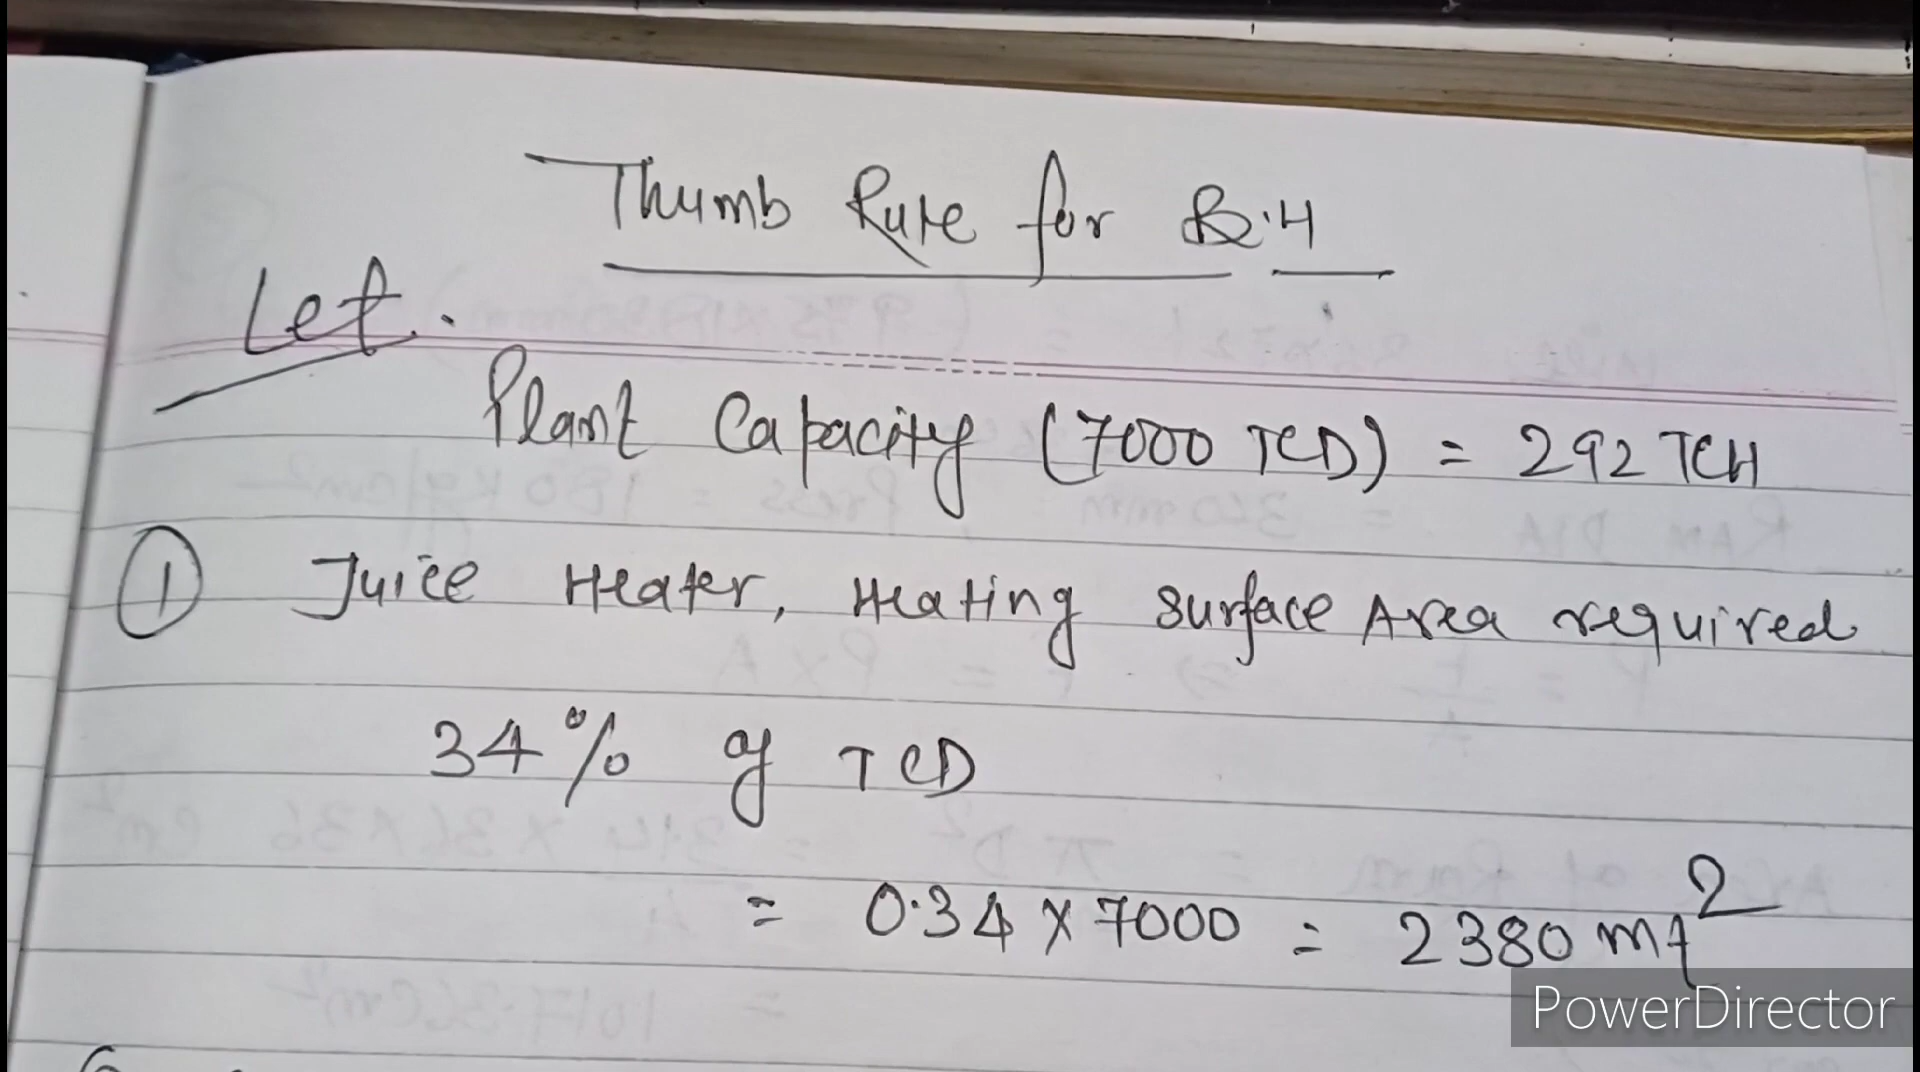 Thumb Rule for B.H
Let.
Plant Capacity (7000 TCD) = 292 TCH
① Juice Heater, Heating surface Area required
34% of TCD
= 0.34 x 7000 = 2380 mt²
PowerDirector